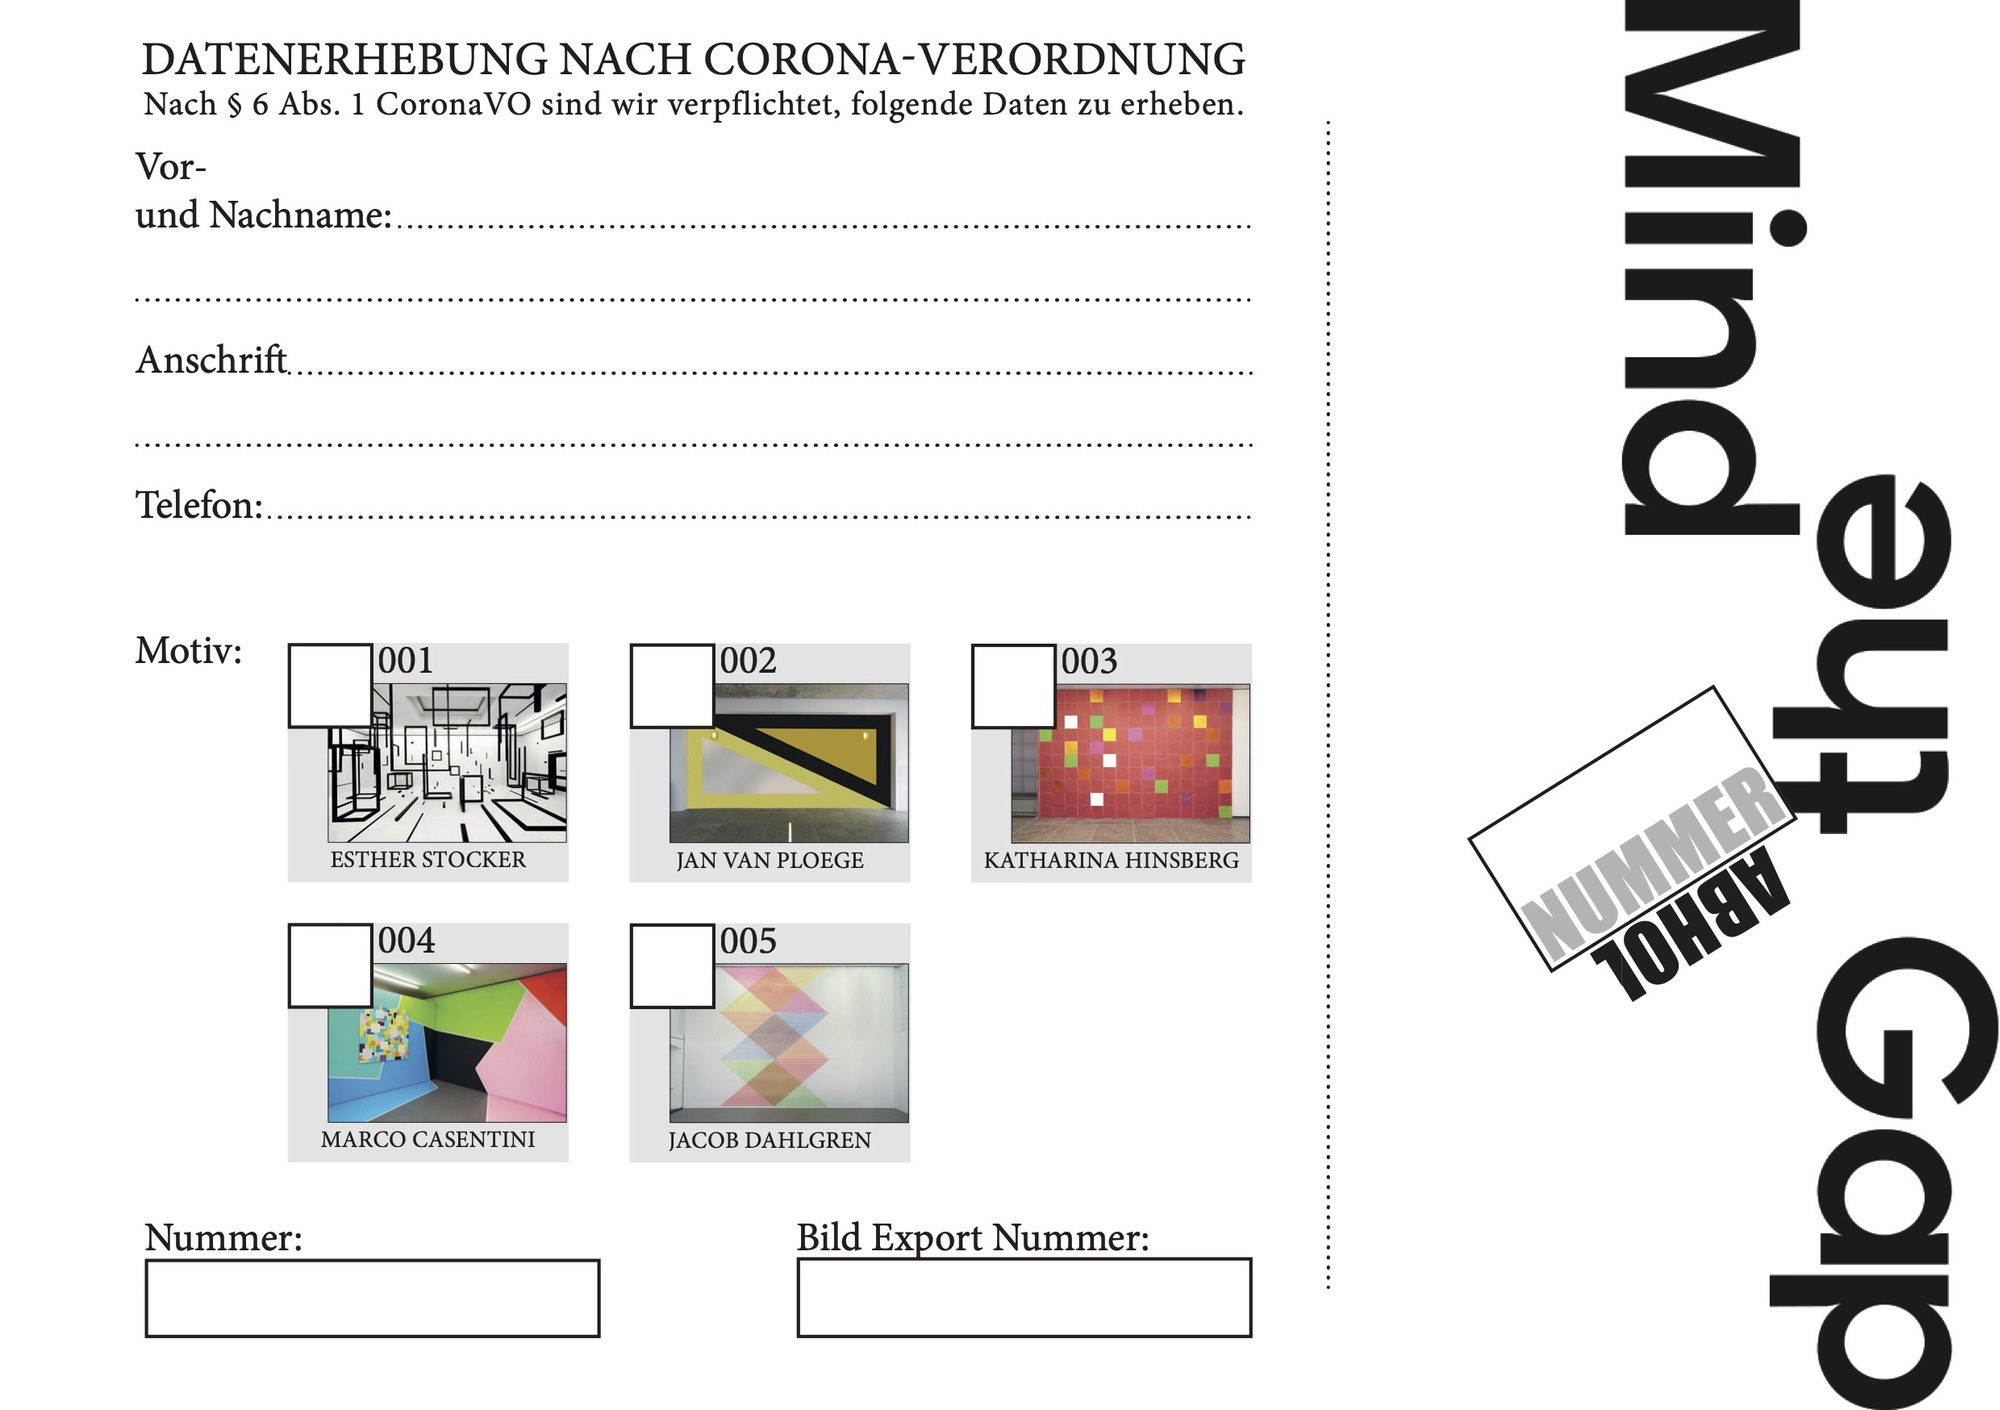 DATENERHEBUNG NACH CORONA-VERORDNUNG
Nach § 6 Abs. 1 CoronaVO sind wir verpflichtet, folgende Daten zu erheben.
Vor-
und Nachname:
Anschrift
Telefon:
Motiv:
001
ESTHER STOCKER
002
JAN VAN PLOEGE
003
KATHARINA HINSBERG
004
MARCO CASENTINI
005
JACOB DAHLGREN
Nummer:
Bild Export Nummer:
Mind
the
Gap
NUMMER
ABHOL